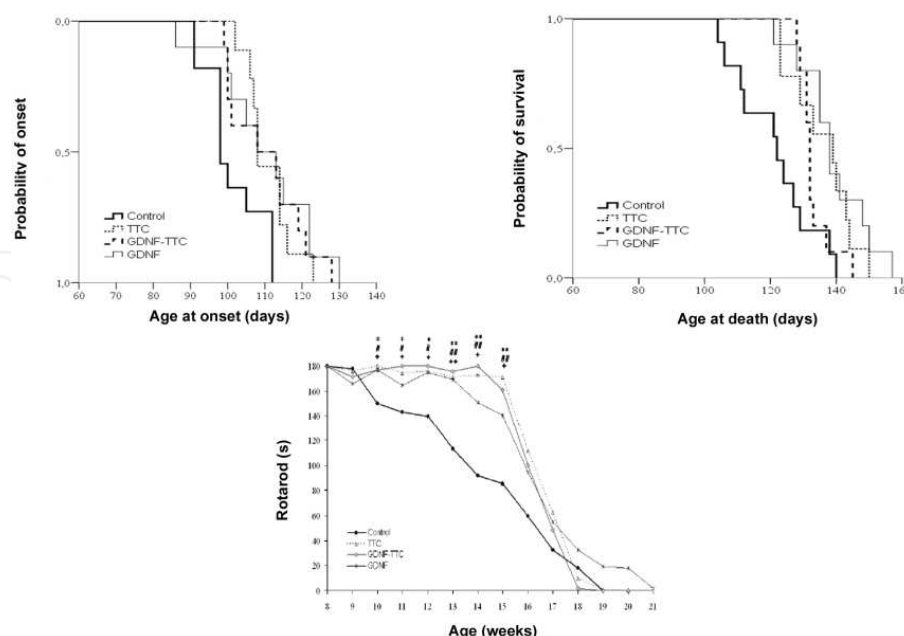 Probability of onset
0,0
0,5
1,0
Control
TTC
GDNF-TTC
GDNF
60 70 80 90 100 110 120 130 140
Age at onset (days)
Probability of survival
1,0
0,5
0,0
Control
TTC
GDNF-TTC
GDNF
60 80 100 120 140 16
Age at death (days)
Rotarod (s)
180
160
140
120
100
80
60
40
20
0
Control
TTC
GDNF-TTC
GDNF
8 9 10 11 12 13 14 15 16 17 18 19 20 21
Age (weeks)